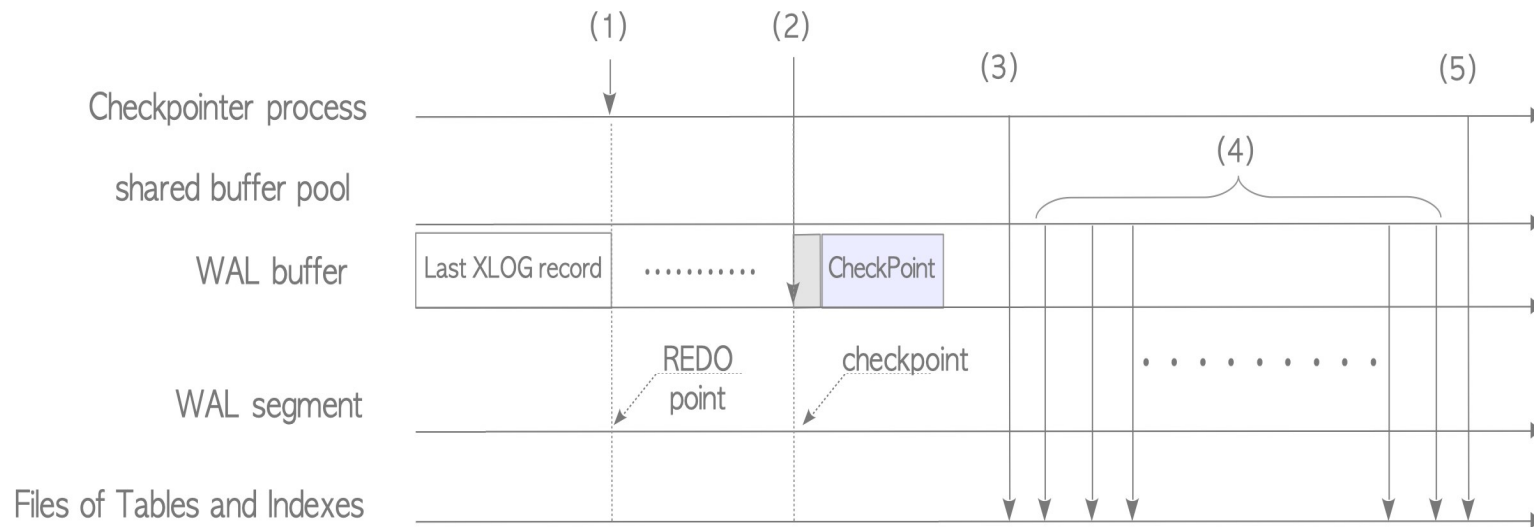 (1)
(2)
(3)
(5)
Checkpointer process
(4)
shared buffer pool
WAL buffer
Last XLOG record
CheckPoint
REDO
point
checkpoint
WAL segment
Files of Tables and Indexes